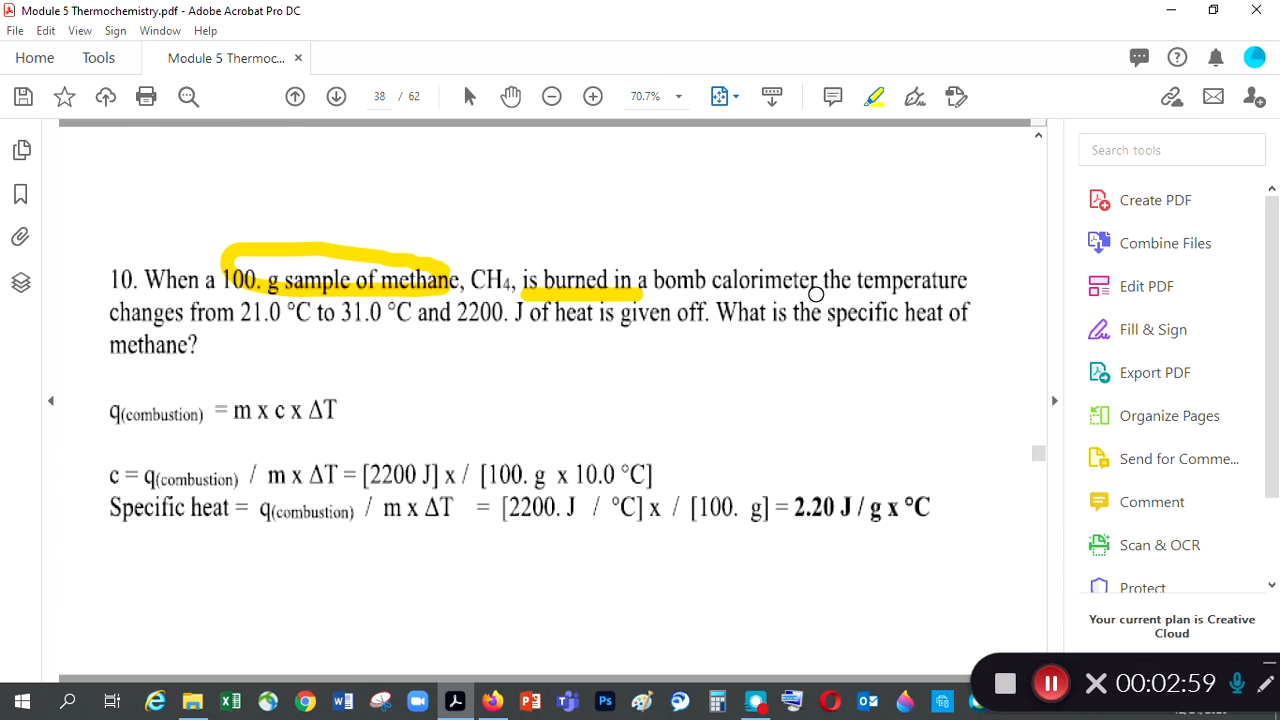 Module 5 Thermochemistry.pdf - Adobe Acrobat Pro DC
File Edit View Sign Window Help
Home Tools Module 5 Thermoc... ×
38 / 62 70.7%
Search tools
Create PDF
Combine Files
Edit PDF
Fill & Sign
Export PDF
Organize Pages
Send for Comme...
Comment
Scan & OCR
Protect
Your current plan is Creative
Cloud
10. When a 100. g sample of methane, CH4, is burned in a bomb calorimeter the temperature
changes from 21.0 °C to 31.0 °C and 2200. J of heat is given off. What is the specific heat of
methane?
q(combustion) = m x c x ΔT
c = q(combustion) / m x ΔT = [2200 J] x / [100. g x 10.0 °C]
Specific heat = q(combustion) / m x ΔT = [2200. J / °C] x / [100. g] = 2.20 J / g x °C
00:02:59